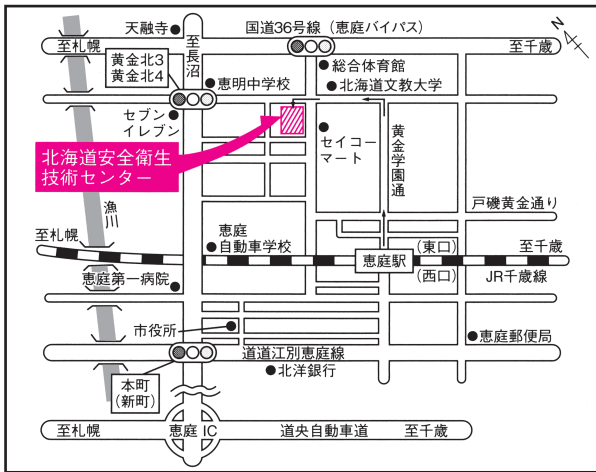 天融寺
至長沼
国道36号線（恵庭バイパス）
N
至札幌
至千歳
黄金北3
黄金北4
恵明中学校
総合体育館
北海道文教大学
セブン
イレブン
セイコー
マート
黄金学園通
北海道安全衛生
技術センター
漁川
戸磯黄金通り
至札幌
恵庭
自動車学校
恵庭駅
（東口）
（西口）
至千歳
JR千歳線
恵庭第一病院
市役所
恵庭郵便局
道道江別恵庭線
本町
（新町）
北洋銀行
至札幌
恵庭 IC
道央自動車道
至千歳